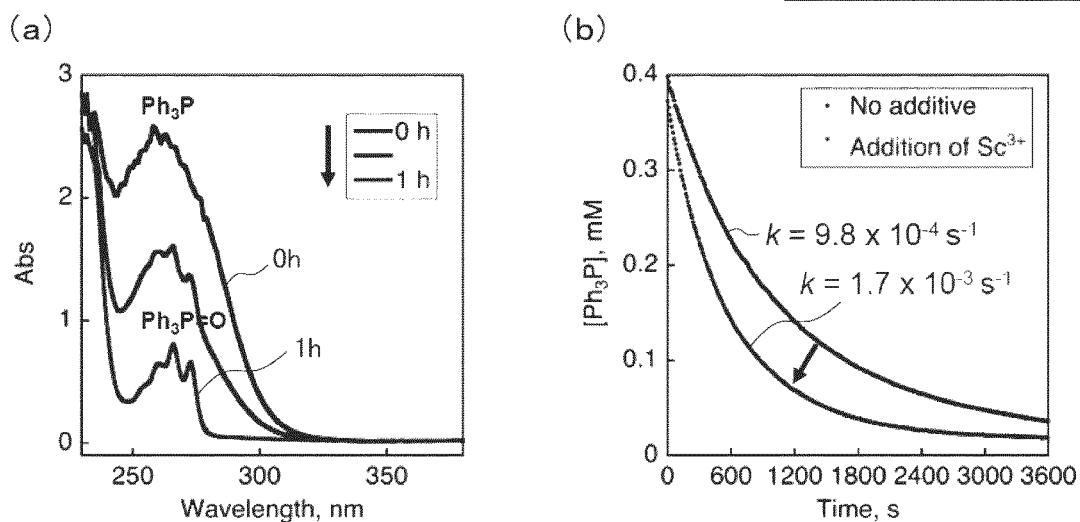 (a)
3
2
1
0
Abs
Ph₃P
0 h
1 h
0h
Ph₃P=O
1h
250 300 350
Wavelength, nm
(b)
0.4
0.3
0.2
0.1
0
[Ph₃P], mM
No additive
Addition of Sc³⁺
k = 9.8 x 10⁻⁴ s⁻¹
k = 1.7 x 10⁻³ s⁻¹
0 600 1200 1800 2400 3000 3600
Time, s